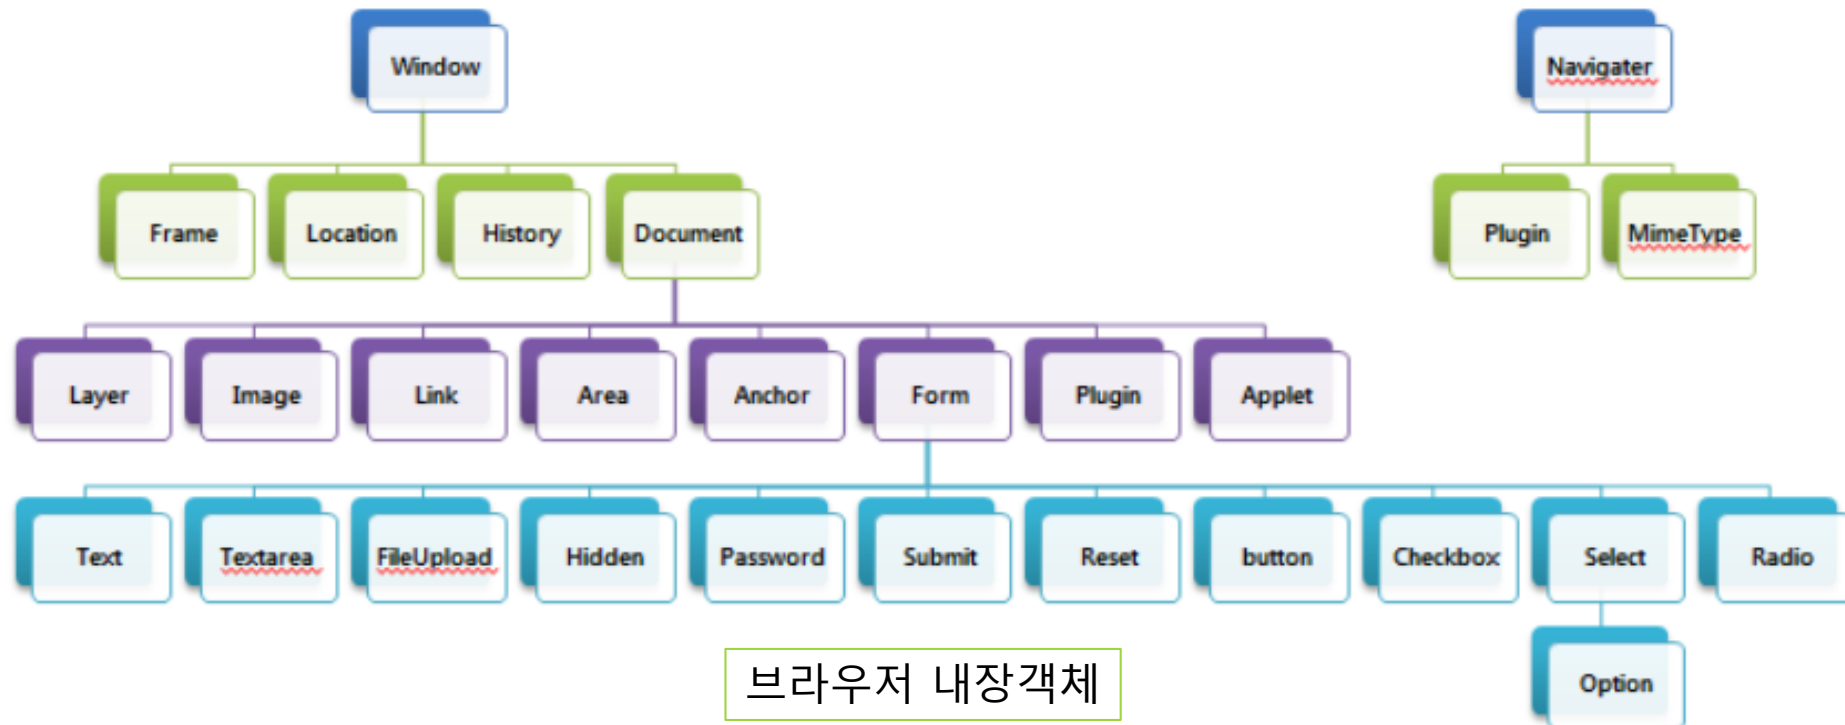 Window
Navigater
Frame
Location
History
Document
Plugin
MimeType
Layer
Image
Link
Area
Anchor
Form
Plugin
Applet
Text
Textarea
FileUpload
Hidden
Password
Submit
Reset
button
Checkbox
Select
Radio
Option
브라우저 내장객체